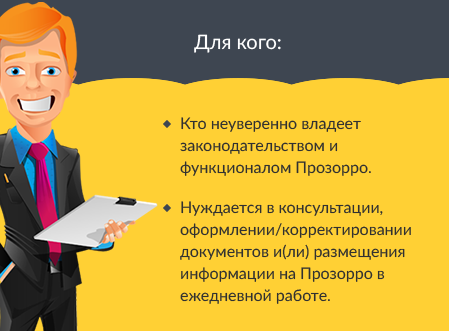 Для кого:
Кто неуверенно владеет
законодательством и
функционалом Прозорро.
Нуждается в консультации,
оформлении/корректировании
документов и(ли) размещения
информации на Прозорро в
ежедневной работе.